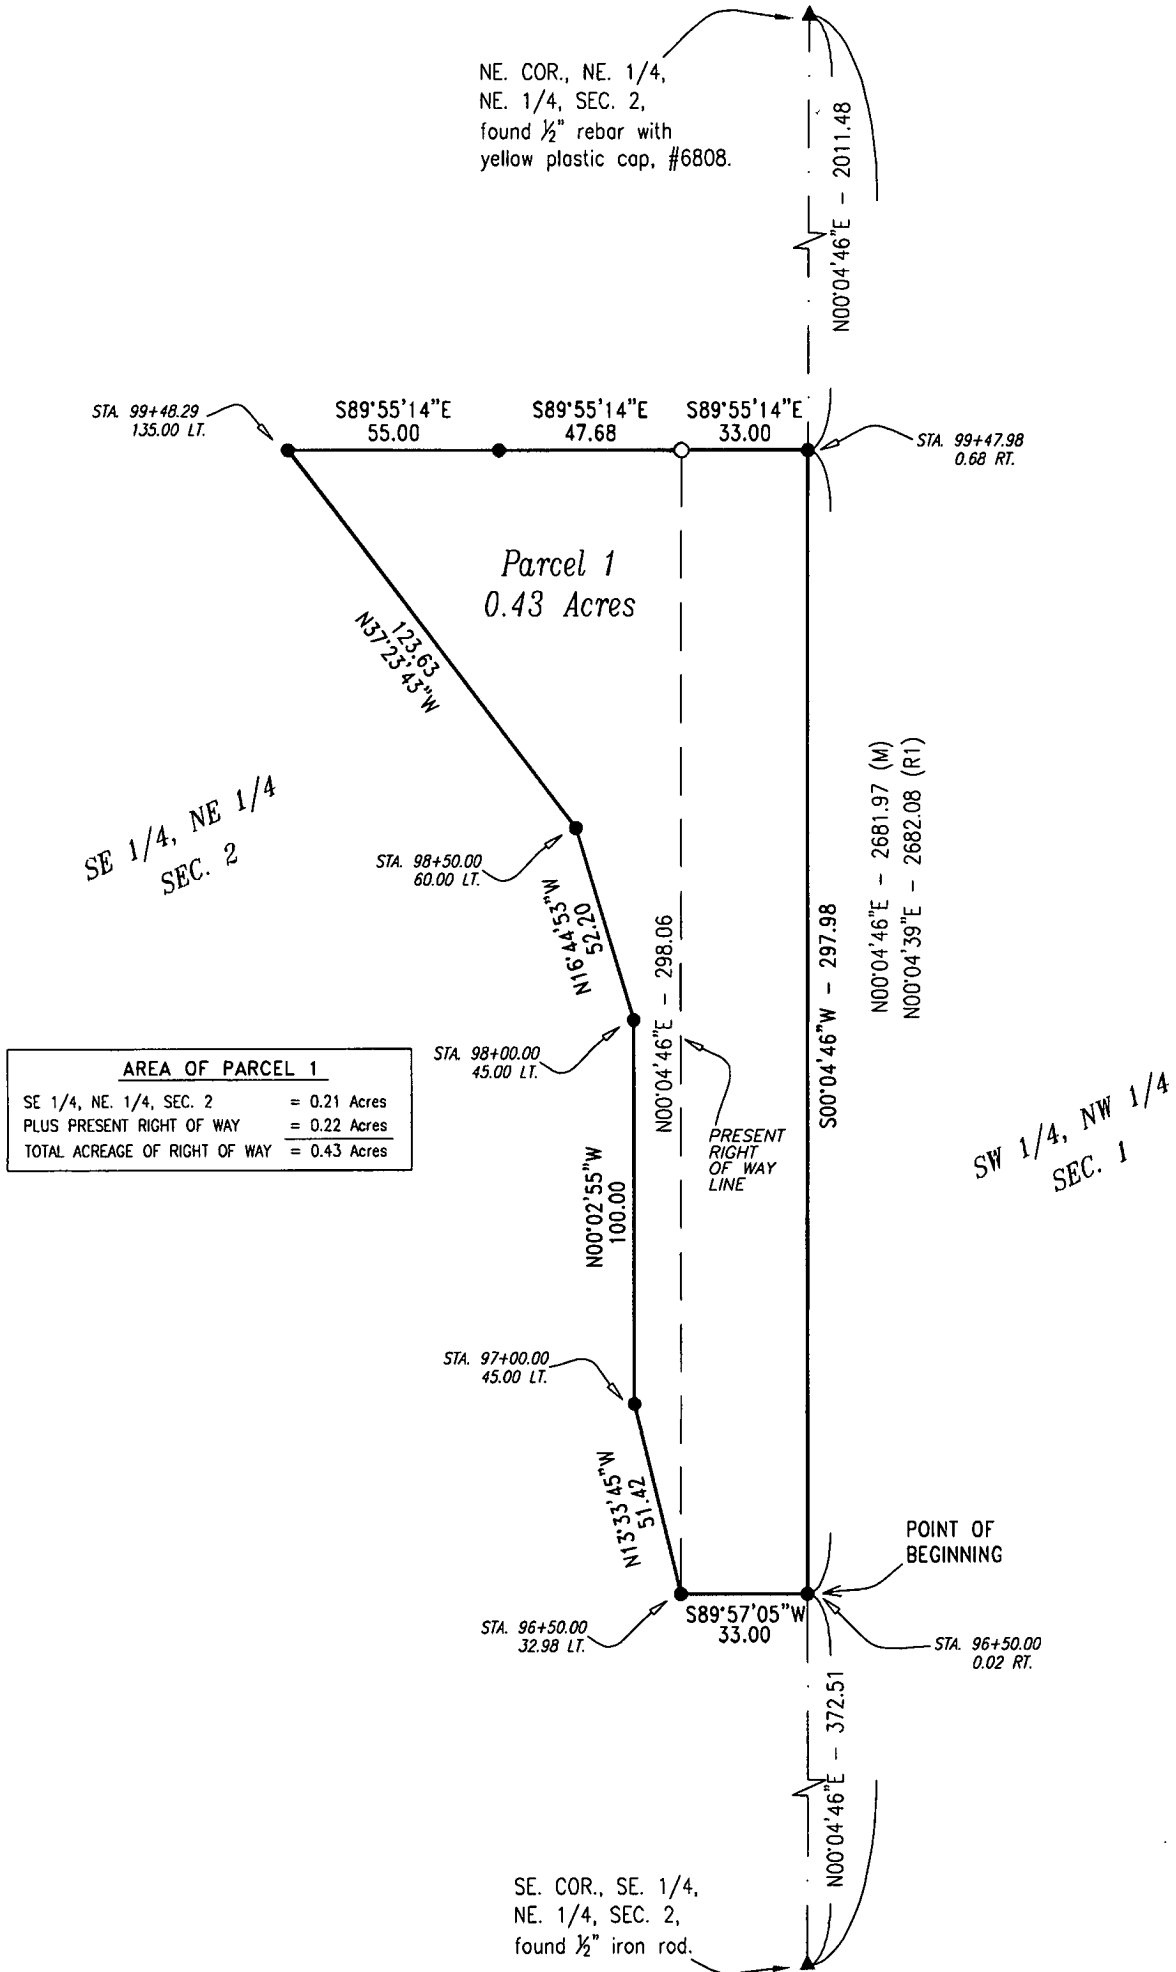 NE. COR., NE. 1/4,
NE. 1/4, SEC. 2,
found ½" rebar with
yellow plastic cap, #6808.
N00°04'46"E - 2011.48
STA. 99+48.29
135.00 LT.
S89°55'14"E
55.00
S89°55'14"E
47.68
S89°55'14"E
33.00
STA. 99+47.98
0.68 RT.
Parcel 1
0.43 Acres
123.63
N37°23'43"W
SE 1/4, NE 1/4
SEC. 2
STA. 98+50.00
60.00 LT.
N16°44'53"W
52.20
N00°04'46"E - 298.06
S00°04'46"W - 297.98
N00°04'46"E - 2681.97 (M)
N00°04'39"E - 2682.08 (R1)
STA. 98+00.00
45.00 LT.
AREA OF PARCEL 1
SE 1/4, NE. 1/4, SEC. 2 = 0.21 Acres
PLUS PRESENT RIGHT OF WAY = 0.22 Acres
TOTAL ACREAGE OF RIGHT OF WAY = 0.43 Acres
PRESENT
RIGHT
OF WAY
LINE
SW 1/4, NW 1/4
SEC. 1
N00°02'55"W
100.00
STA. 97+00.00
45.00 LT.
N13°33'45"W
51.42
POINT OF
BEGINNING
STA. 96+50.00
32.98 LT.
S89°57'05"W
33.00
STA. 96+50.00
0.02 RT.
N00°04'46"E - 372.51
SE. COR., SE. 1/4,
NE. 1/4, SEC. 2,
found ½" iron rod.